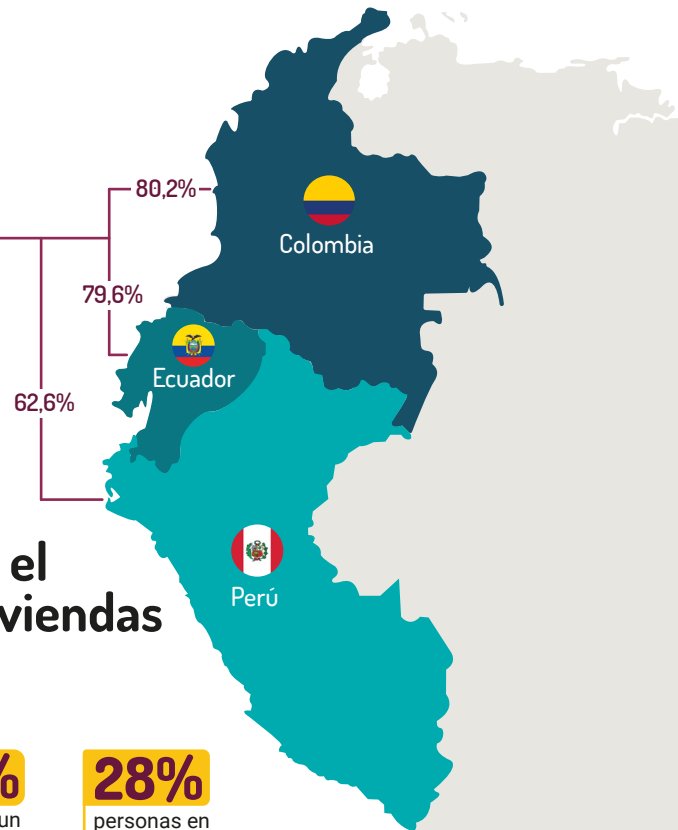 80,2%
Colombia
79,6%
Ecuador
62,6%
el
viendas
Perú
%
28%
un
personas en